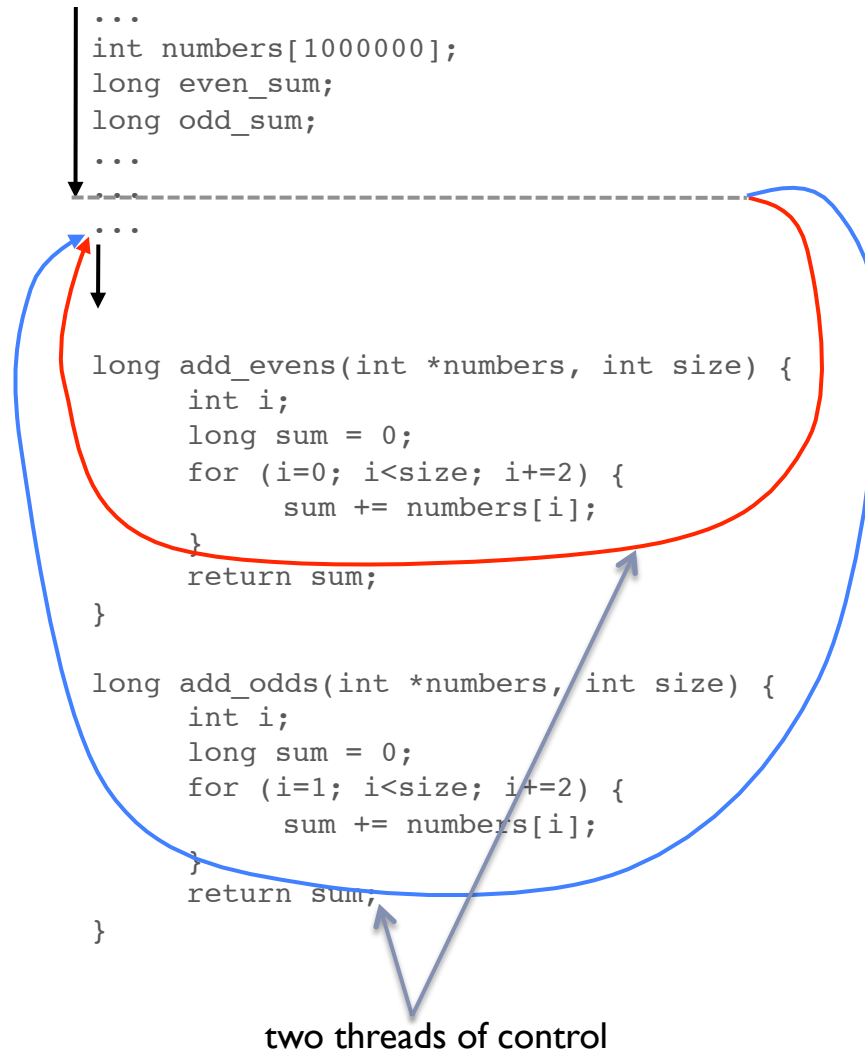 ...
int numbers[1000000];
long even_sum;
long odd_sum;
...
...
...
long add_evens(int *numbers, int size) {
int i;
long sum = 0;
for (i=0; i<size; i+=2) {
sum += numbers[i];
}
return sum;
}
long add_odds(int *numbers, int size) {
int i;
long sum = 0;
for (i=1; i<size; i+=2) {
sum += numbers[i];
}
return sum;
}
two threads of control